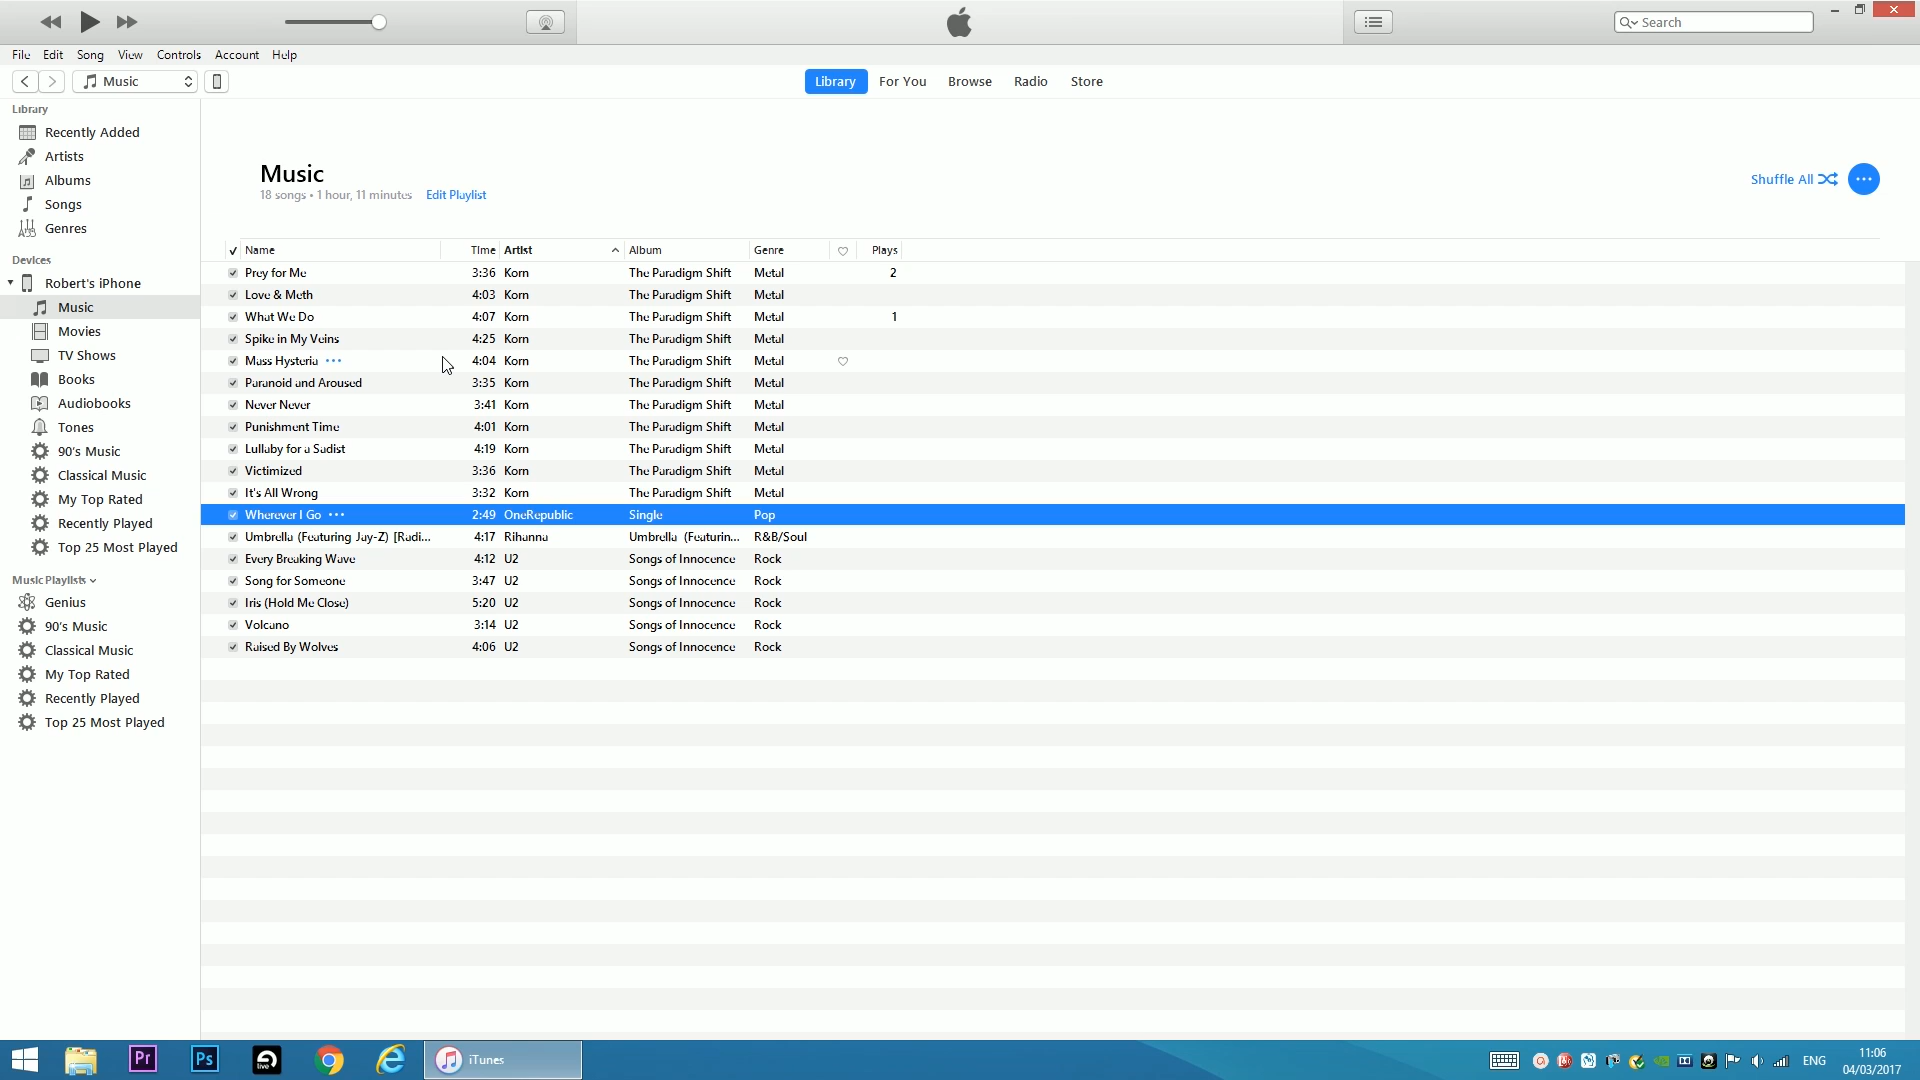 Search
File Edit Song View Controls Account Help
Music
Library For You Browse Radio Store
Library
Recently Added
Artists
Albums
Songs
Genres
Devices
Robert's iPhone
Music
Movies
TV Shows
Books
Audiobooks
Tones
90's Music
Classical Music
My Top Rated
Recently Played
Top 25 Most Played
Music Playlists
Genius
90's Music
Classical Music
My Top Rated
Recently Played
Top 25 Most Played
Music
18 songs • 1 hour, 11 minutes Edit Playlist
Shuffle All
Name Time Artist Album Genre Plays
Prey for Me 3:36 Korn The Paradigm Shift Metal 2
Love & Meth 4:03 Korn The Paradigm Shift Metal
What We Do 4:07 Korn The Paradigm Shift Metal 1
Spike in My Veins 4:25 Korn The Paradigm Shift Metal
Mass Hysteria 4:04 Korn The Paradigm Shift Metal
Paranoid and Aroused 3:35 Korn The Paradigm Shift Metal
Never Never 3:41 Korn The Paradigm Shift Metal
Punishment Time 4:01 Korn The Paradigm Shift Metal
Lullaby for a Sadist 4:19 Korn The Paradigm Shift Metal
Victimized 3:36 Korn The Paradigm Shift Metal
It's All Wrong 3:32 Korn The Paradigm Shift Metal
Wherever I Go 2:49 OneRepublic Single Pop
Umbrella (Featuring Jay-Z) [Radi... 4:17 Rihanna Umbrella (Featurin... R&B/Soul
Every Breaking Wave 4:12 U2 Songs of Innocence Rock
Song for Someone 3:47 U2 Songs of Innocence Rock
Iris (Hold Me Close) 5:20 U2 Songs of Innocence Rock
Volcano 3:14 U2 Songs of Innocence Rock
Raised By Wolves 4:06 U2 Songs of Innocence Rock
Pr Ps live iTunes
ENG
11:06
04/03/2017